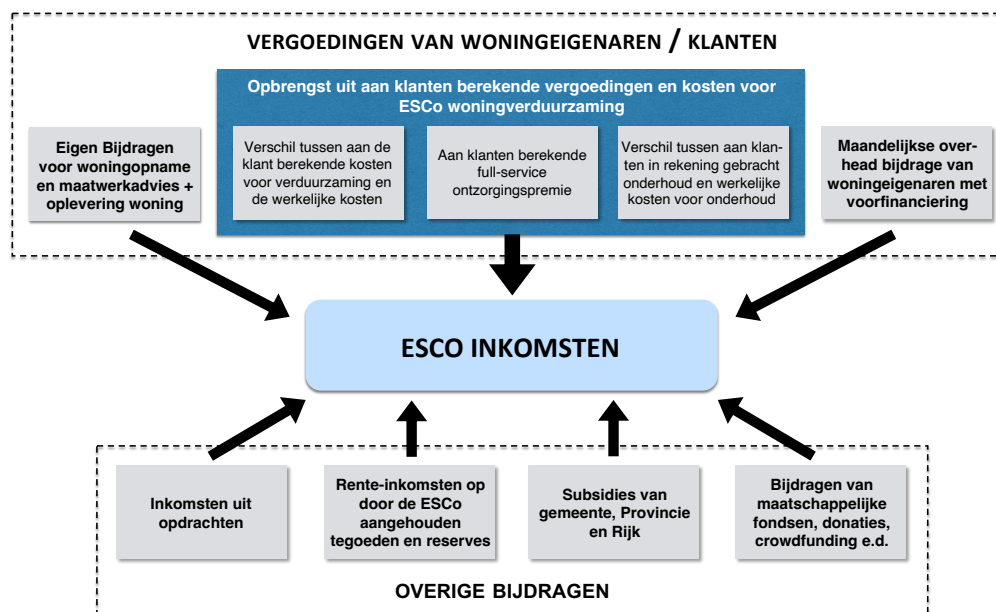 VERGOEDINGEN VAN WONINGEIGENAREN / KLANTEN
Opbrengst uit aan klanten berekende vergoedingen en kosten voor
ESCo woningverduurzaming
Eigen Bijdragen
voor woningopname
en maatwerkadvies +
oplevering woning
Verschil tussen aan de
klant berekende kosten
voor verduurzaming en
de werkelijke kosten
Aan klanten berekende
full-service
ontzorgingspremie
Verschil tussen aan klan-
ten in rekening gebracht
onderhoud en werkelijke
kosten voor onderhoud
Maandelijkse over-
head bijdrage van
woningeigenaren met
voorfinanciering
ESCO INKOMSTEN
Inkomsten uit
opdrachten
Rente-inkomsten op
door de ESCo
aangehouden
tegoeden en reserves
Subsidies van
gemeente, Provincie
en Rijk
Bijdragen van
maatschappelijke
fondsen, donaties,
crowdfunding e.d.
OVERIGE BIJDRAGEN